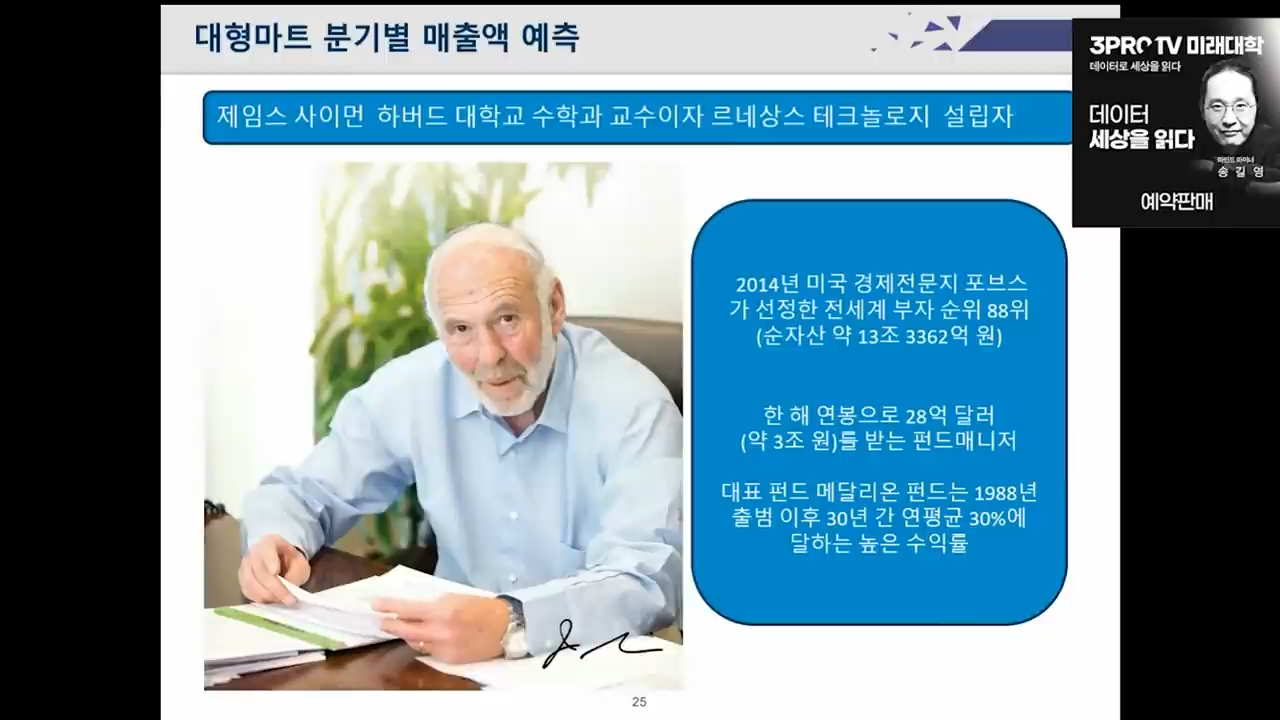 대형마트 분기별 매출액 예측
제임스 사이먼 하버드 대학교 수학과 교수이자 르네상스 테크놀로지 설립자
2014년 미국 경제전문지 포브스
가 선정한 전세계 부자 순위 88위
(순자산 약 13조 3362억 원)
한 해 연봉으로 28억 달러
(약 3조 원)를 받는 펀드매니저
대표 펀드 메달리온 펀드는 1988년
출범 이후 30년 간 연평균 30%에
달하는 높은 수익률
25
3PRO TV 미래대학
데이터로 세상을 읽다
데이터
세상을 읽다
마인드 마이너
송길영
예약판매